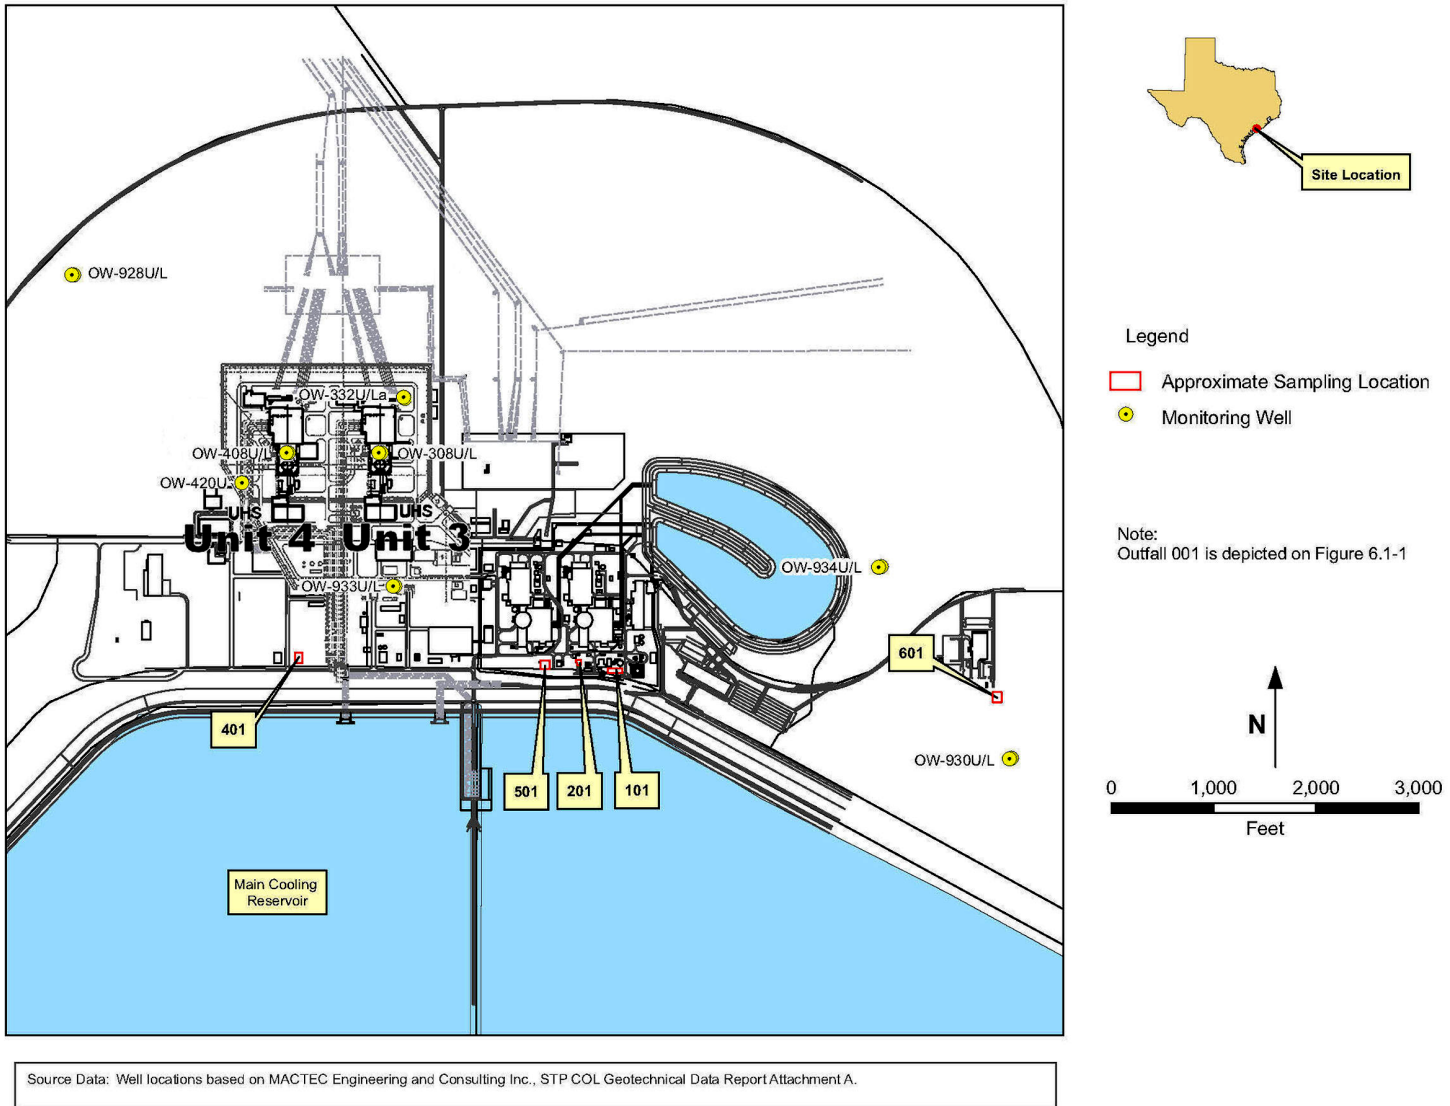 Site Location
OW-928U/L
Legend
Approximate Sampling Location
Monitoring Well
OW-332U/La
OW-408U/L
OW-308U/L
OW-420U
UHS
UHS
Unit 4
Unit 3
Note:
Outfall 001 is depicted on Figure 6.1-1
OW-934U/L
OW-933U/L
601
401
N
OW-930U/L
501
201
101
0
1,000
2,000
3,000
Feet
Main Cooling
Reservoir
Source Data: Well locations based on MACTEC Engineering and Consulting Inc., STP COL Geotechnical Data Report Attachment A.